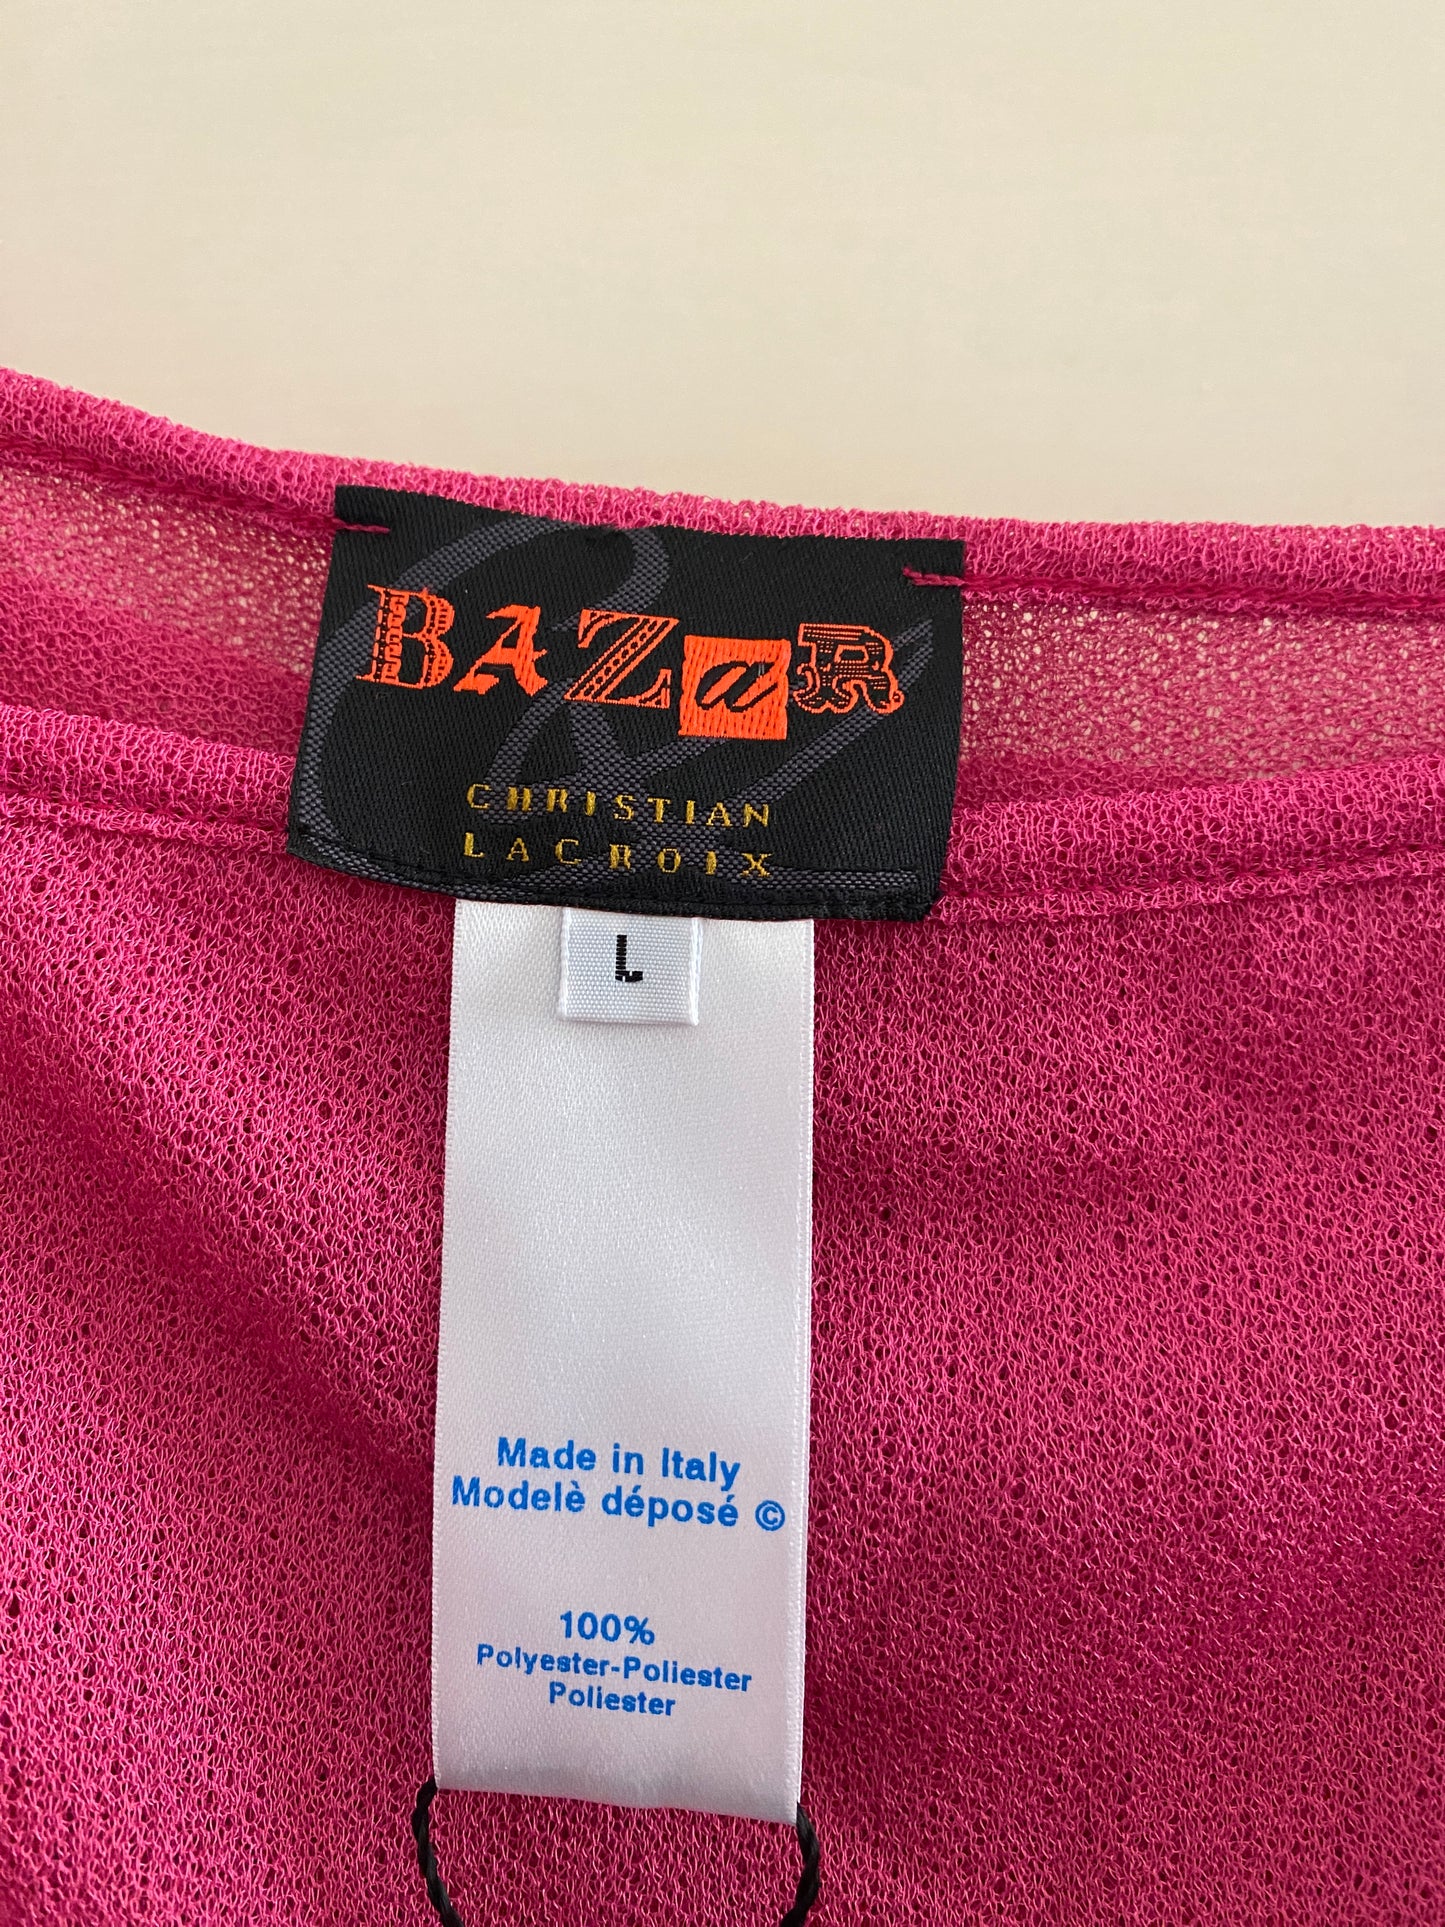 BAZaR
CHRISTIAN
LACROIX
L
Made in Italy
Modelè déposé ©
100%
Polyester-Poliester
Poliester